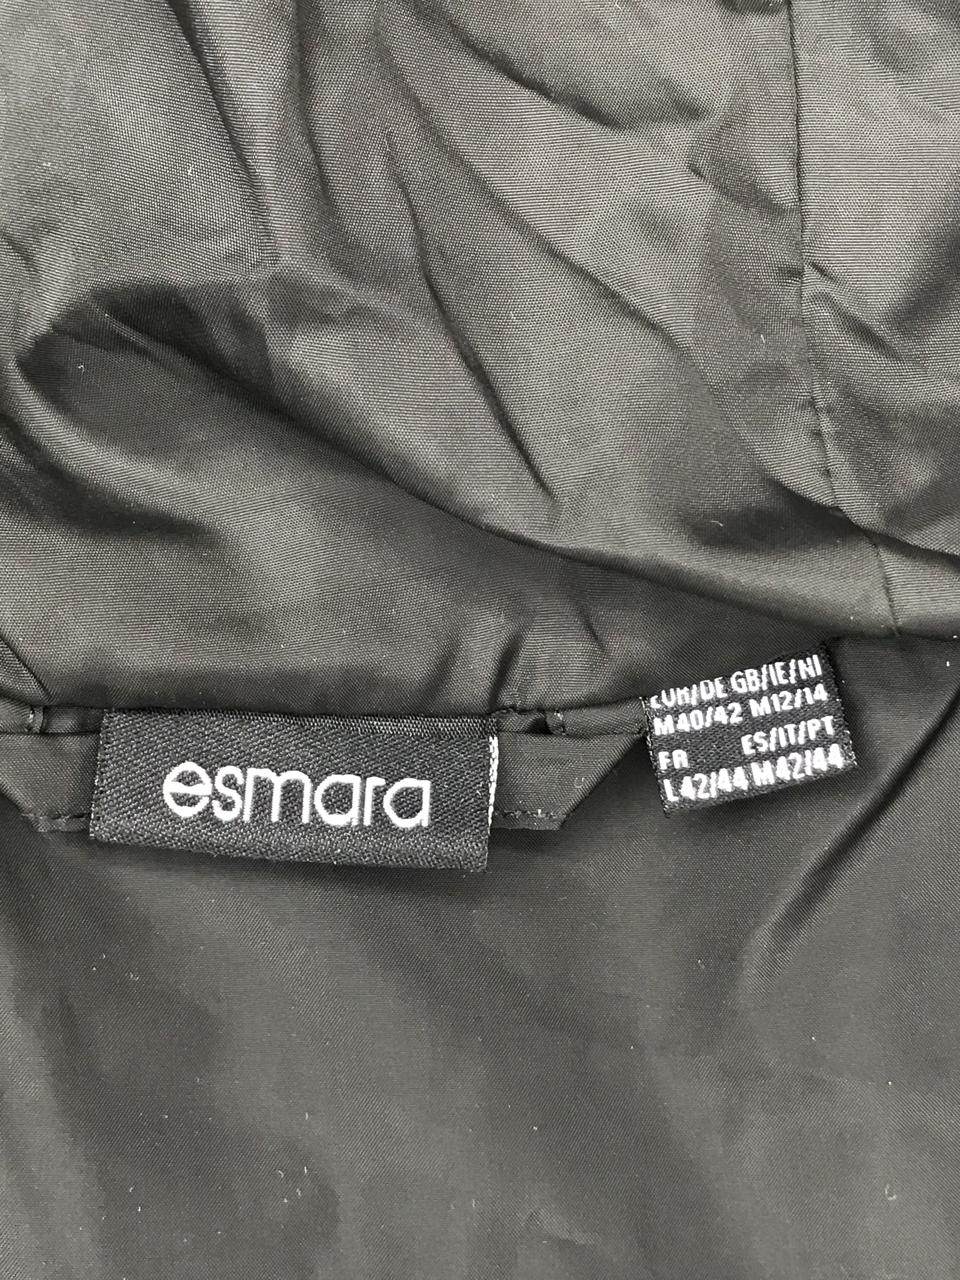 esmara
EUR/DE GB/IE/NI
M40/42 M12/14
FR ES/IT/PT
L42/44 M42/44